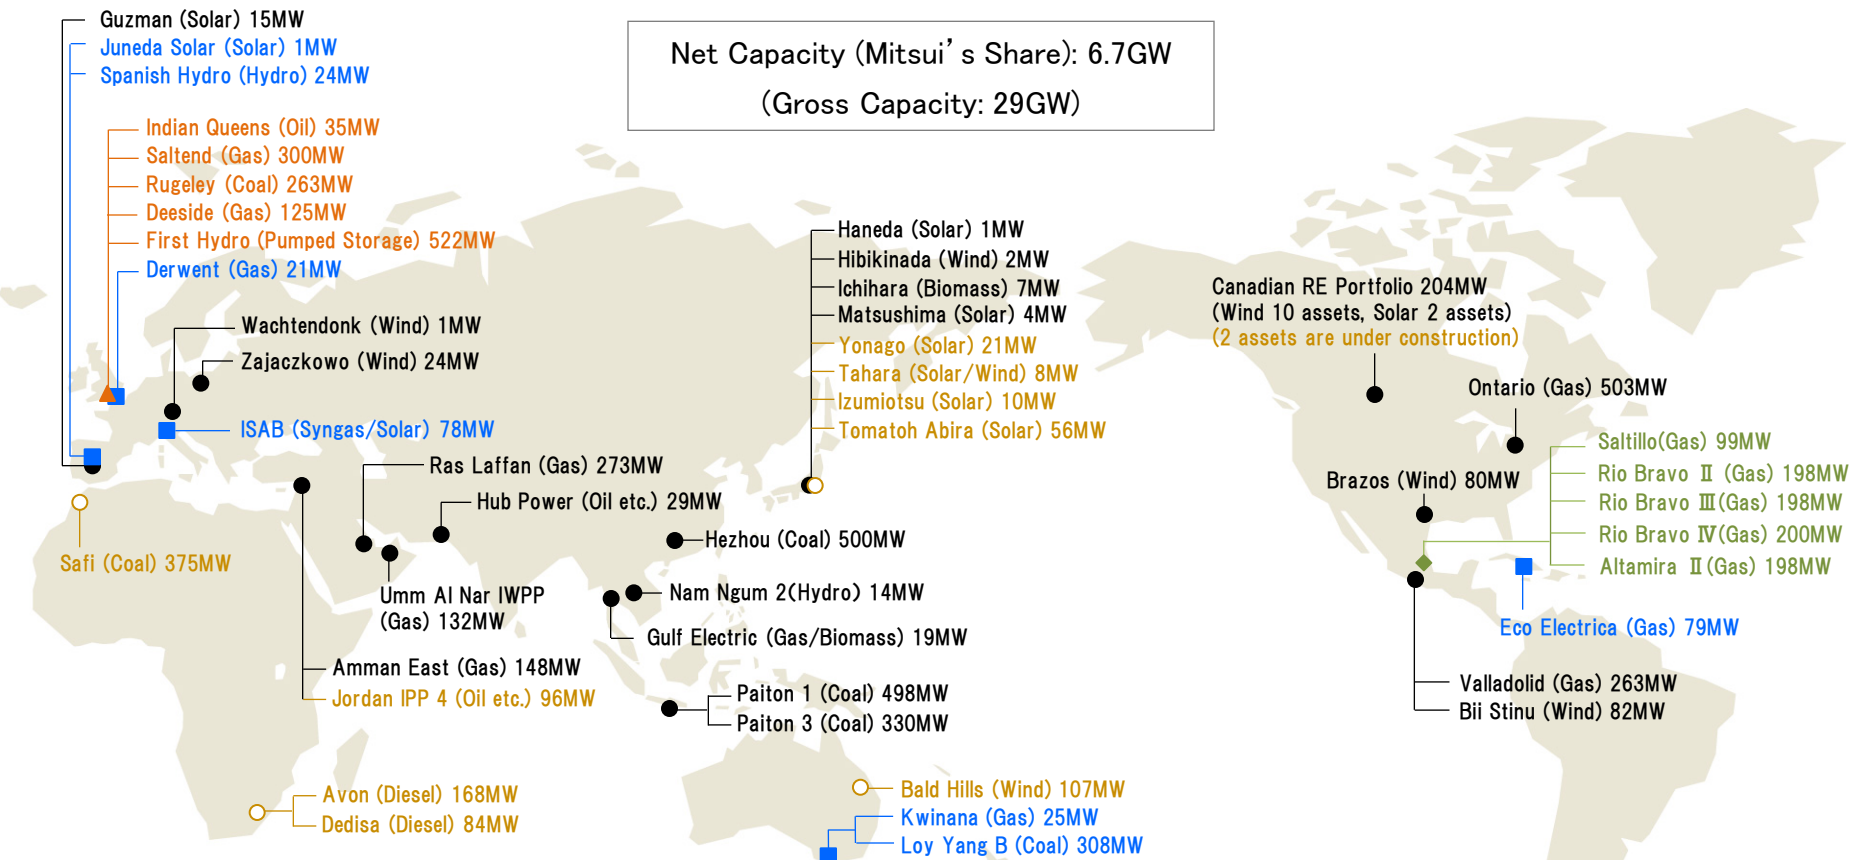 Guzman (Solar) 15MW
Juneda Solar (Solar) 1MW
Spanish Hydro (Hydro) 24MW
Net Capacity (Mitsui's Share): 6.7GW
(Gross Capacity: 29GW)
Indian Queens (Oil) 35MW
Saltend (Gas) 300MW
Rugeley (Coal) 263MW
Deeside (Gas) 125MW
First Hydro (Pumped Storage) 522MW
Derwent (Gas) 21MW
Wachtendonk (Wind) 1MW
Zajaczkowo (Wind) 24MW
ISAB (Syngas/Solar) 78MW
Ras Laffan (Gas) 273MW
Hub Power (Oil etc.) 29MW
Safi (Coal) 375MW
Umm Al Nar IWPP
(Gas) 132MW
Amman East (Gas) 148MW
Jordan IPP 4 (Oil etc.) 96MW
Avon (Diesel) 168MW
Dedisa (Diesel) 84MW
Haneda (Solar) 1MW
Hibikinada (Wind) 2MW
Ichihara (Biomass) 7MW
Matsushima (Solar) 4MW
Yonago (Solar) 21MW
Tahara (Solar/Wind) 8MW
Izumiotsu (Solar) 10MW
Tomatoh Abira (Solar) 56MW
Hezhou (Coal) 500MW
Nam Ngum 2(Hydro) 14MW
Gulf Electric (Gas/Biomass) 19MW
Paiton 1 (Coal) 498MW
Paiton 3 (Coal) 330MW
Bald Hills (Wind) 107MW
Kwinana (Gas) 25MW
Loy Yang B (Coal) 308MW
Canadian RE Portfolio 204MW
(Wind 10 assets, Solar 2 assets)
(2 assets are under construction)
Ontario (Gas) 503MW
Brazos (Wind) 80MW
Saltillo(Gas) 99MW
Rio Bravo Ⅱ (Gas) 198MW
Rio Bravo Ⅲ(Gas) 198MW
Rio Bravo Ⅳ(Gas) 200MW
Altamira Ⅱ(Gas) 198MW
Eco Electrica (Gas) 79MW
Valladolid (Gas) 263MW
Bii Stinu (Wind) 82MW